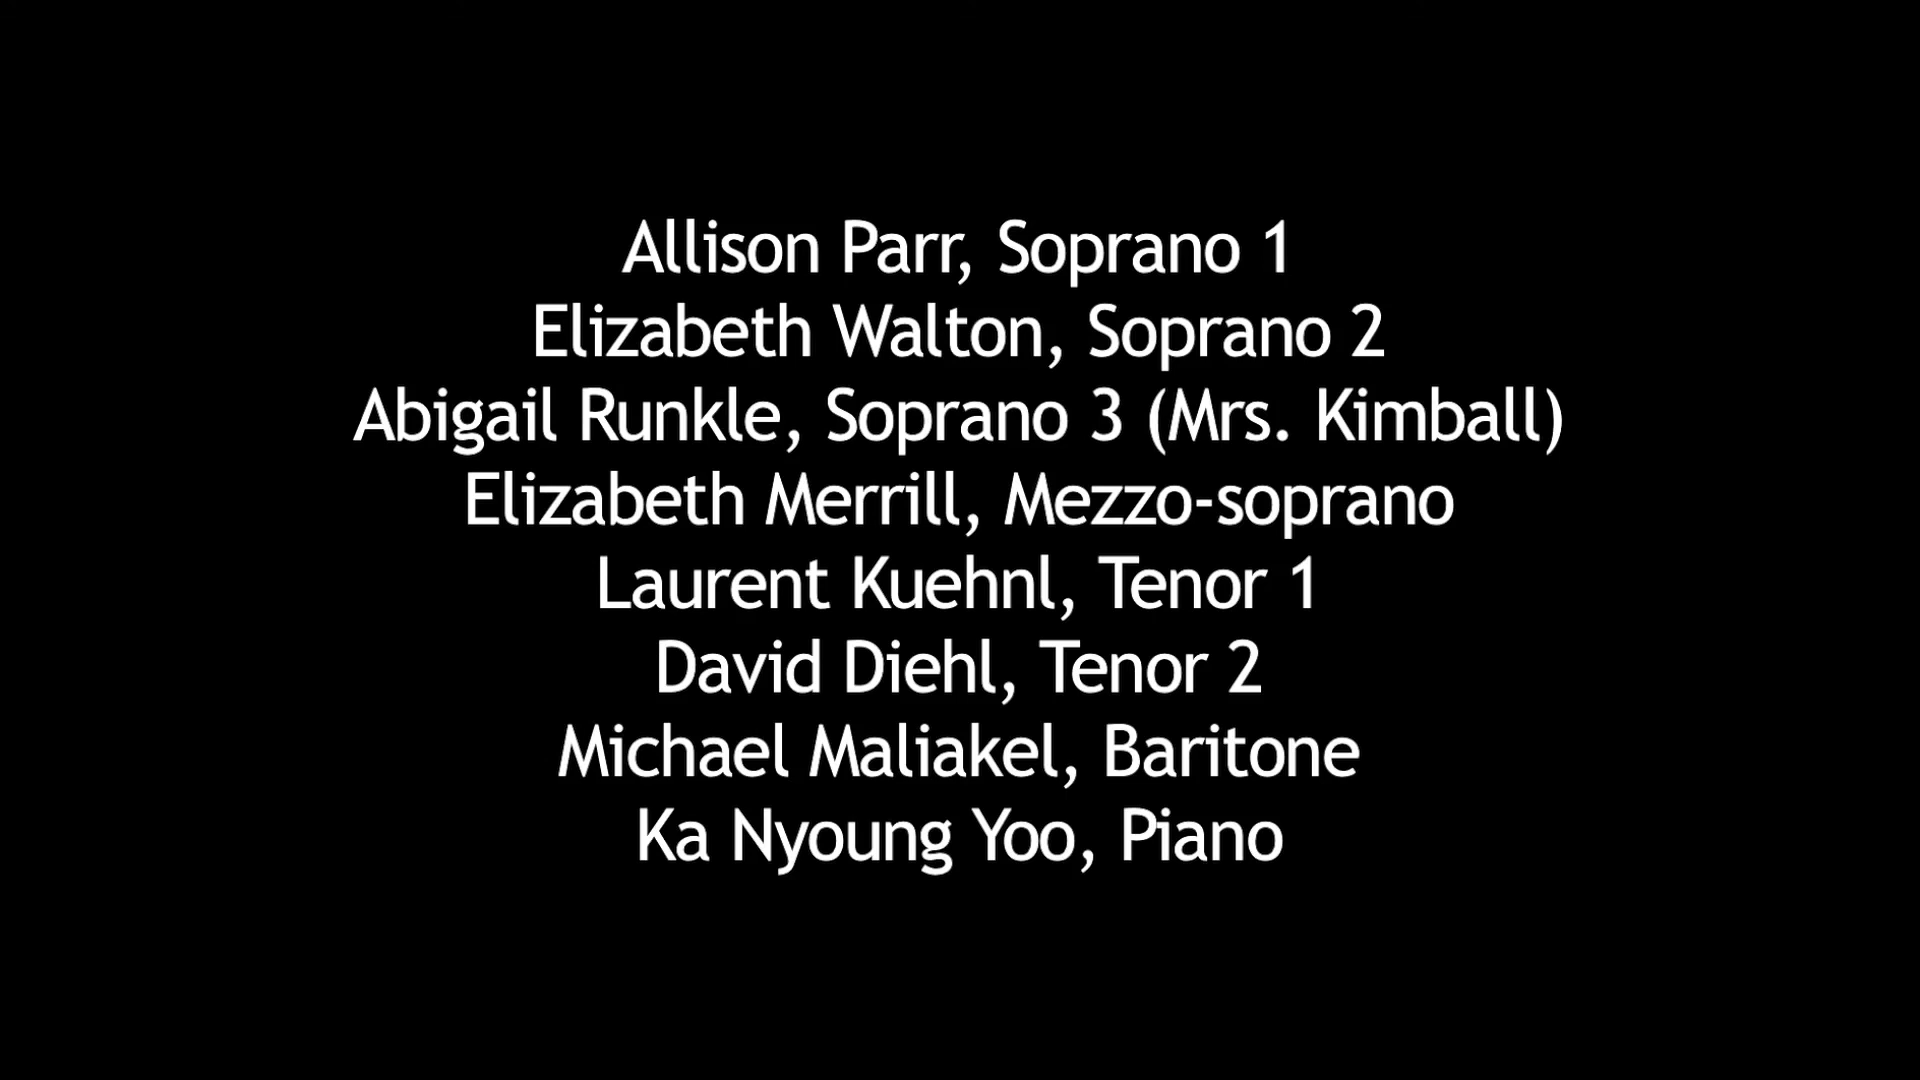 Allison Parr, Soprano 1
Elizabeth Walton, Soprano 2
Abigail Runkle, Soprano 3 (Mrs. Kimball)
Elizabeth Merrill, Mezzo-soprano
Laurent Kuehnl, Tenor 1
David Diehl, Tenor 2
Michael Maliakel, Baritone
Ka Nyoung Yoo, Piano